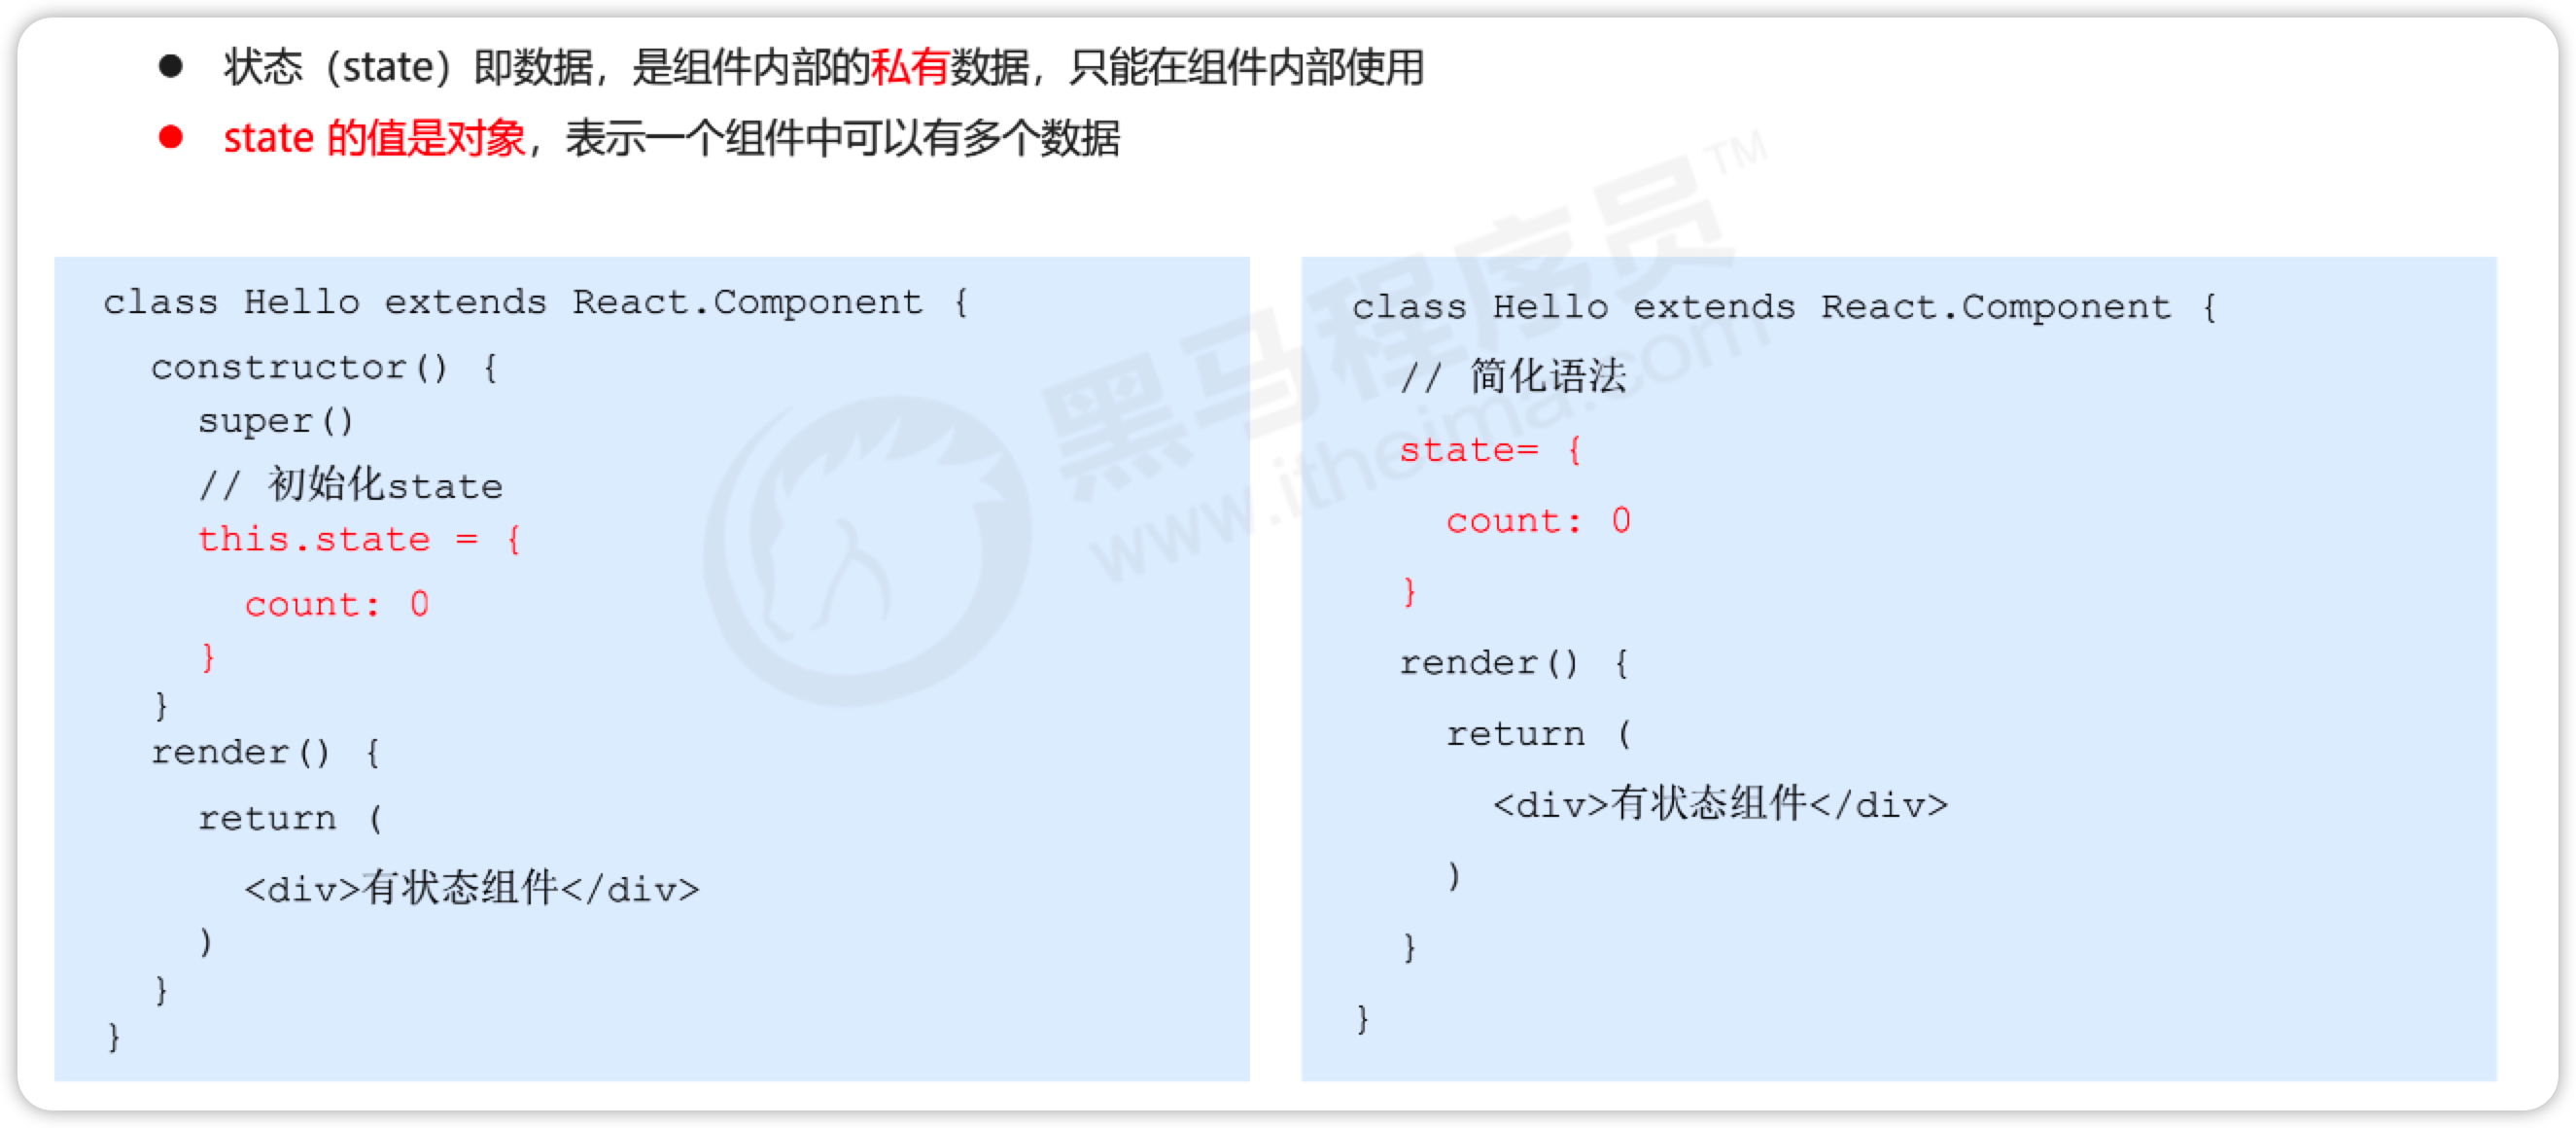 ● 状态（state）即数据，是组件内部的私有数据，只能在组件内部使用
● state 的值是对象，表示一个组件中可以有多个数据
class Hello extends React.Component {
constructor() {
super()
// 初始化state
this.state = {
count: 0
}
}
render() {
return (
<div>有状态组件</div>
)
}
}
class Hello extends React.Component {
// 简化语法
state= {
count: 0
}
render() {
return (
<div>有状态组件</div>
)
}
}
黑马程序员™
www.itheima.com